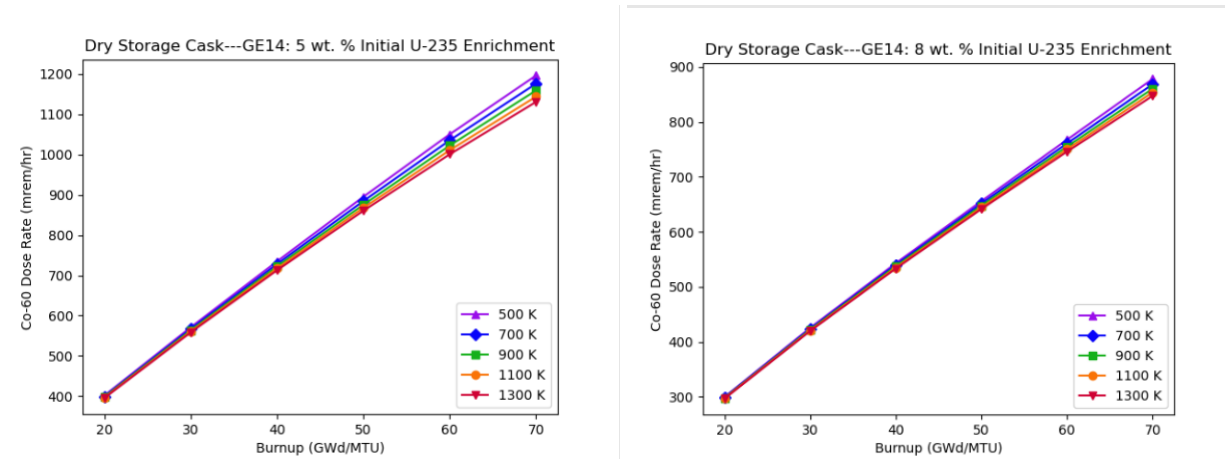 Dry Storage Cask---GE14: 5 wt. % Initial U-235 Enrichment
1200
1100
1000
900
800
700
600
500
400
Co-60 Dose Rate (mrem/hr)
500 K
700 K
900 K
1100 K
1300 K
20 30 40 50 60 70
Burnup (GWd/MTU)
Dry Storage Cask---GE14: 8 wt. % Initial U-235 Enrichment
900
800
700
600
500
400
300
Co-60 Dose Rate (mrem/hr)
500 K
700 K
900 K
1100 K
1300 K
20 30 40 50 60 70
Burnup (GWd/MTU)